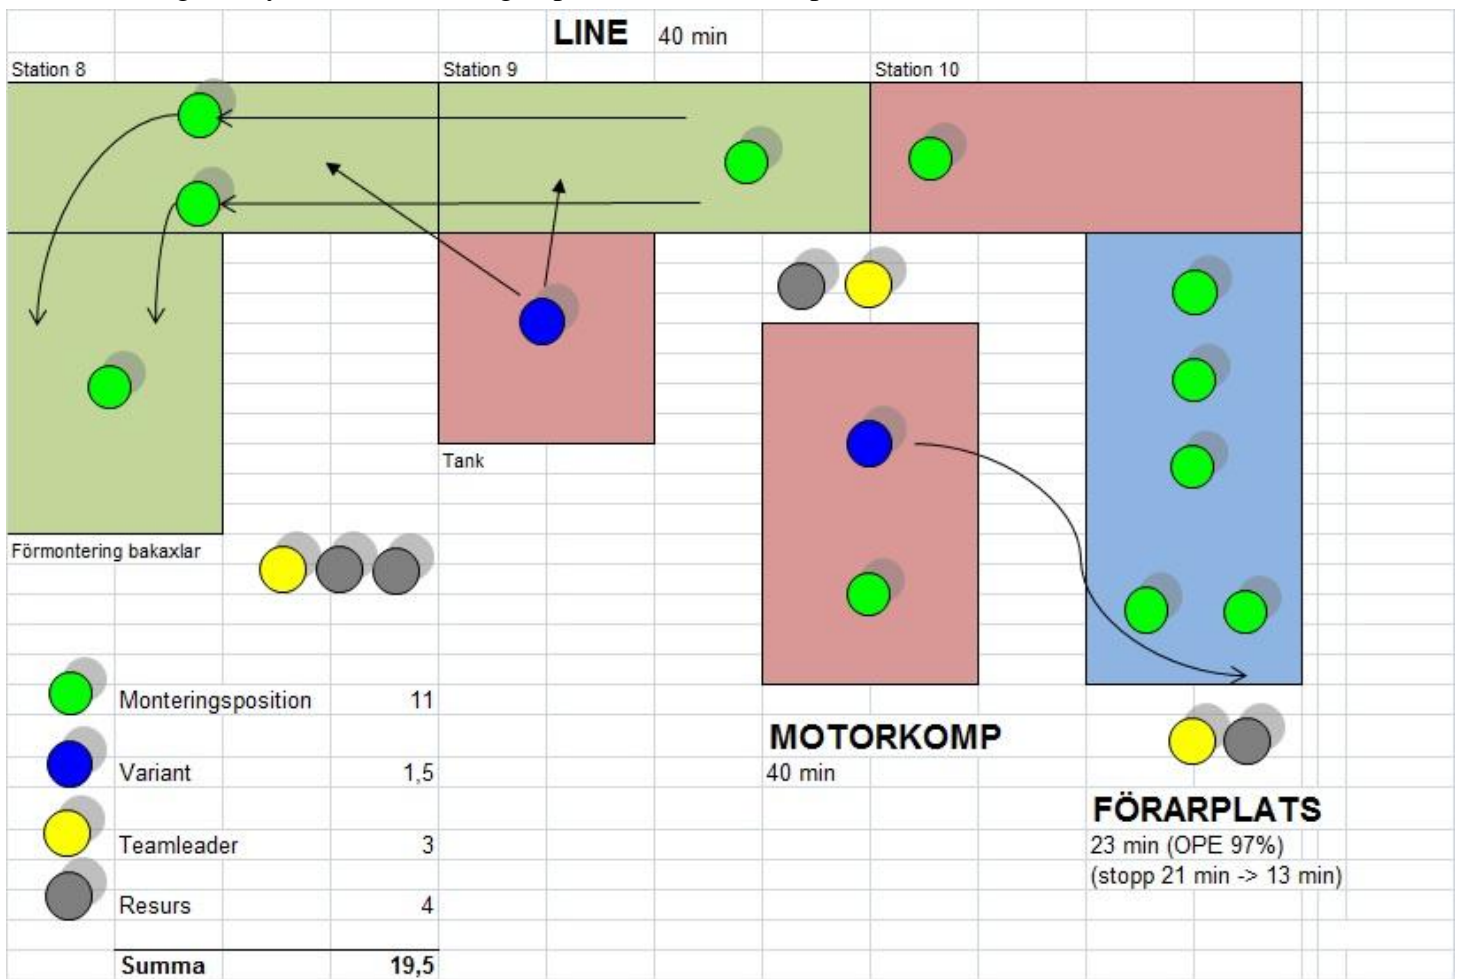 LINE 40 min
Station 8 Station 9 Station 10
Tank
Förmontering bakaxlar
Monteringsposition 11
Variant 1,5
Teamleader 3
Resurs 4
Summa 19,5
MOTORKOMP
40 min
FÖRARPLATS
23 min (OPE 97%)
(stopp 21 min -> 13 min)